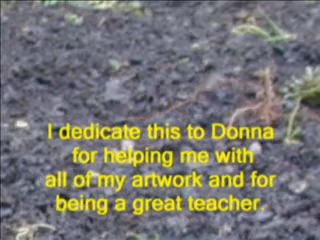 I dedicate this to Donna
for helping me with
all of my artwork and for
being a great teacher.